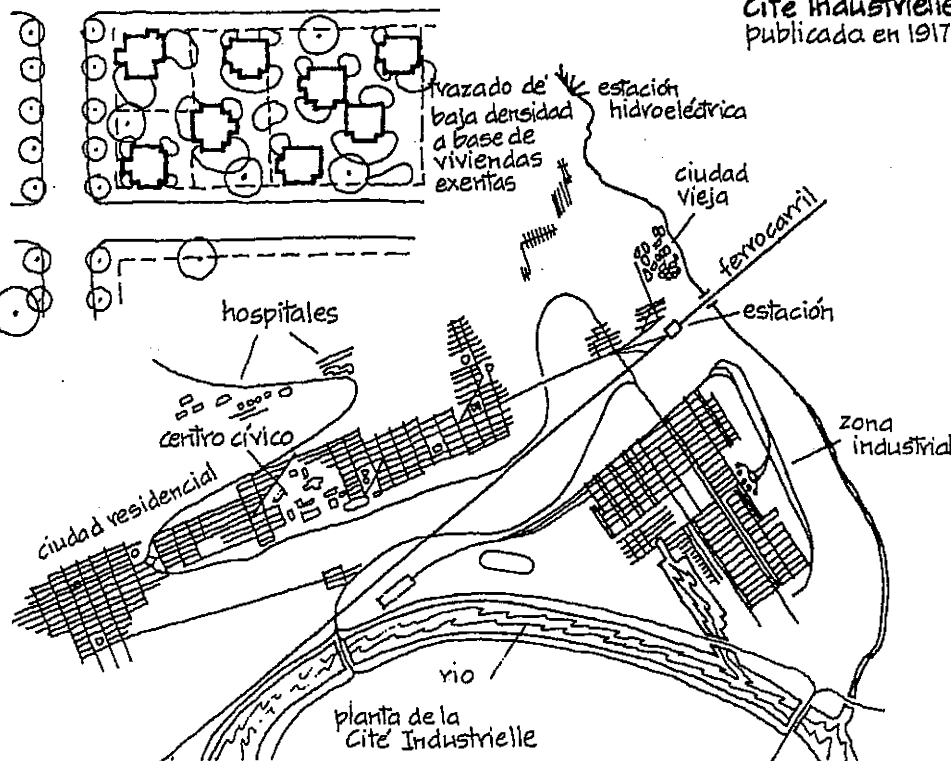 Cité Industrielle
publicada en 1917
trazado de
baja densidad
a base de
viviendas
exentas
estación
hidroeléctrica
ciudad
vieja
ferrocarril
estación
hospitales
centro cívico
ciudad residencial
zona
industrial
rio
planta de la
Cité Industrielle